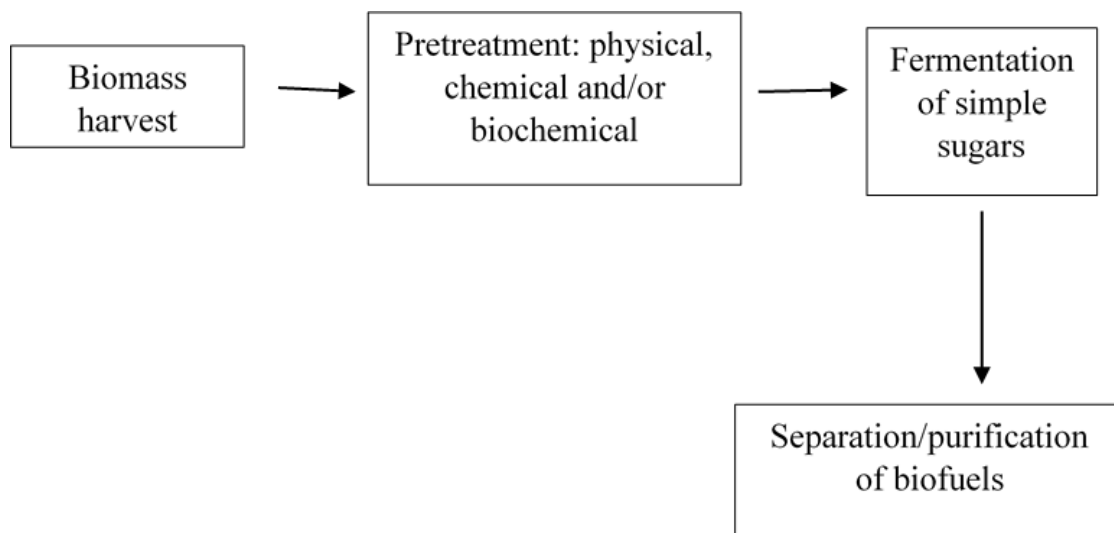 Biomass
harvest
Pretreatment: physical,
chemical and/or
biochemical
Fermentation
of simple
sugars
Separation/purification
of biofuels